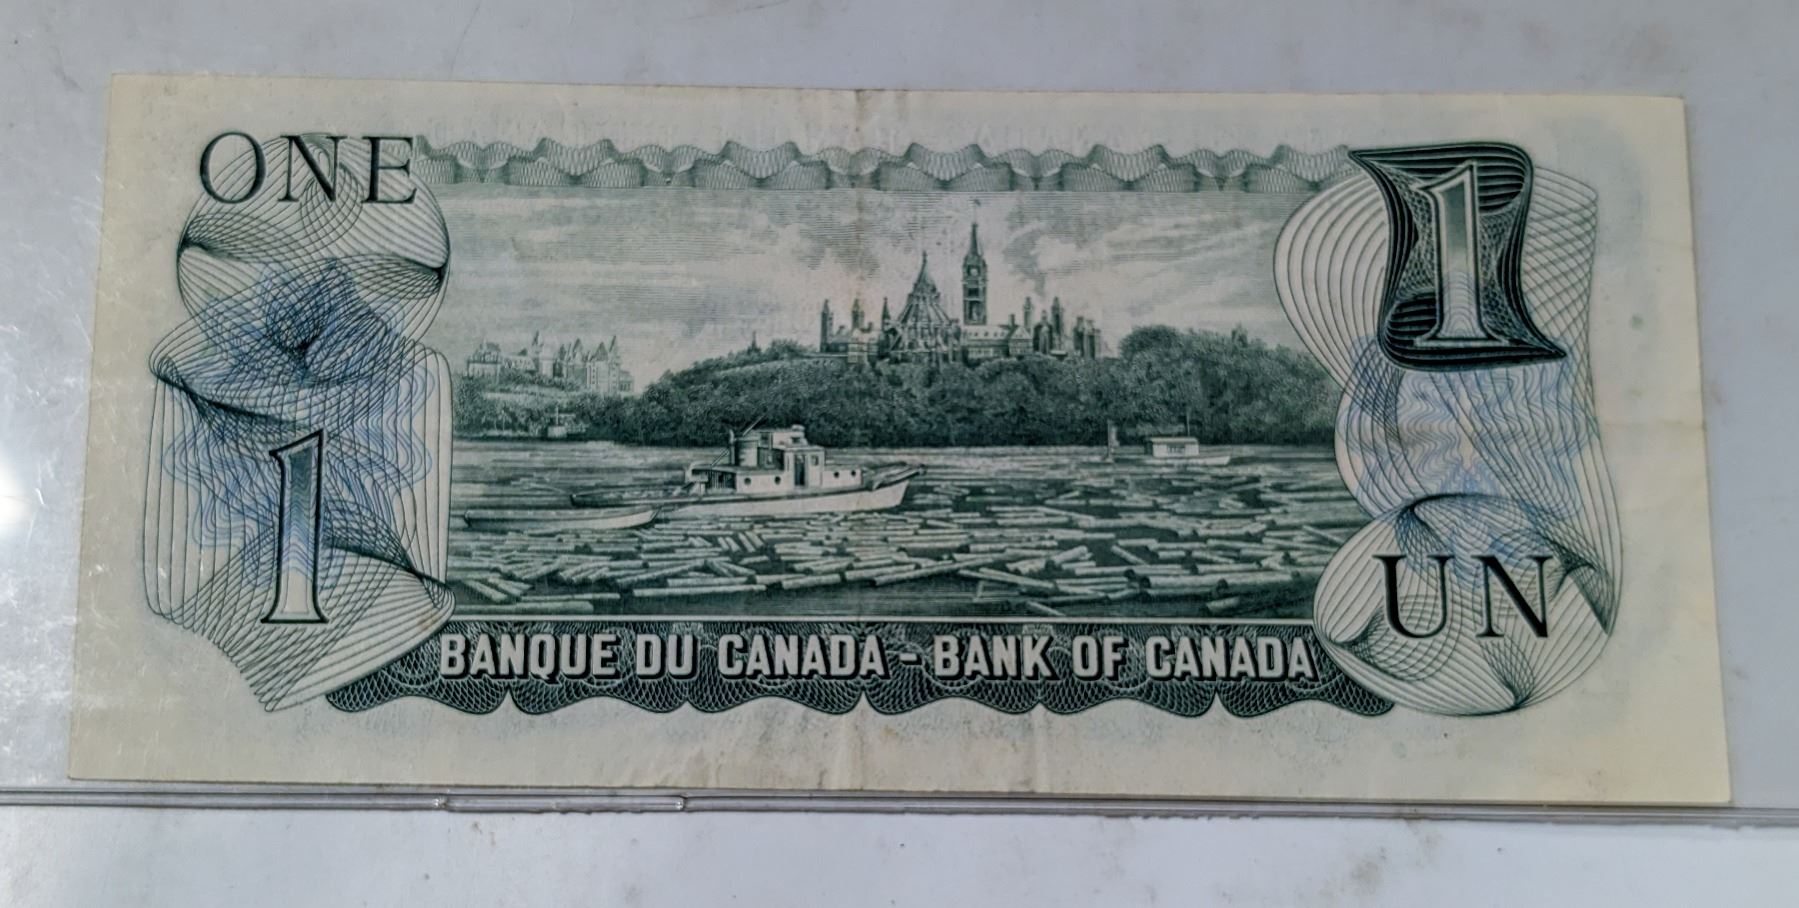 ONE
1
1
UN
BANQUE DU CANADA - BANK OF CANADA